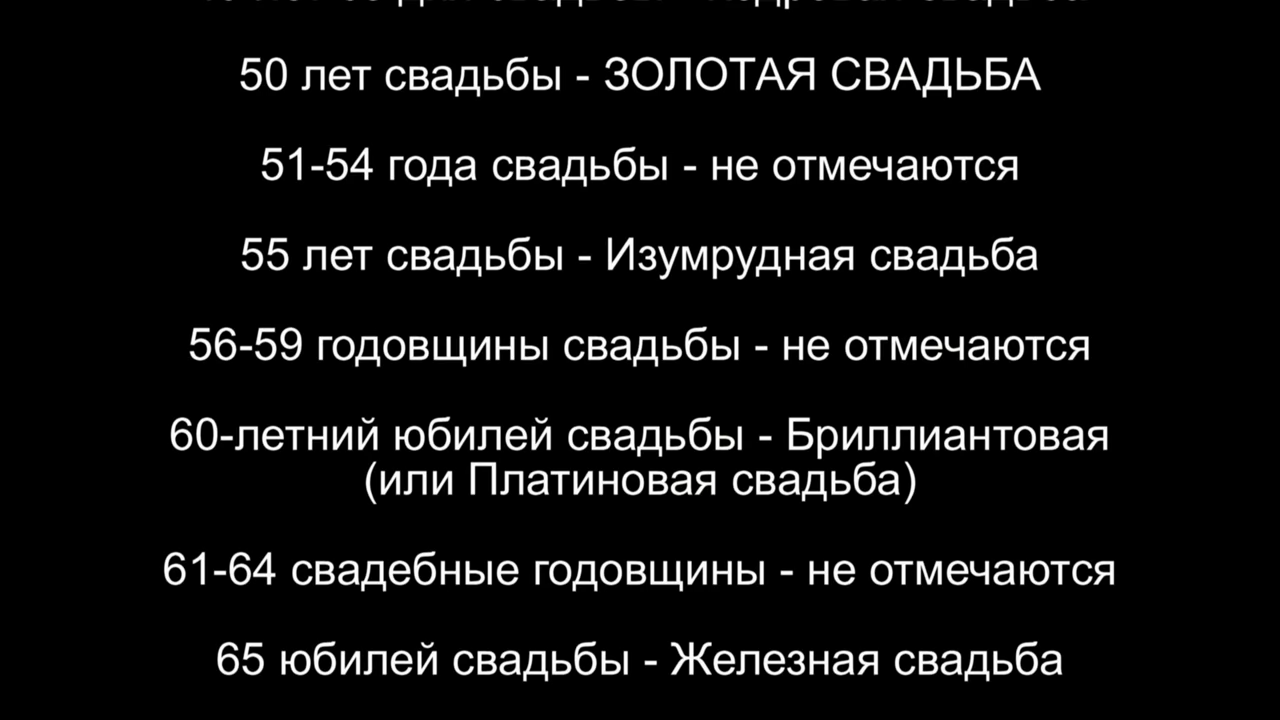 50 лет свадьбы - ЗОЛОТАЯ СВАДЬБА
51-54 года свадьбы - не отмечаются
55 лет свадьбы - Изумрудная свадьба
56-59 годовщины свадьбы - не отмечаются
60-летний юбилей свадьбы - Бриллиантовая
(или Платиновая свадьба)
61-64 свадебные годовщины - не отмечаются
65 юбилей свадьбы - Железная свадьба